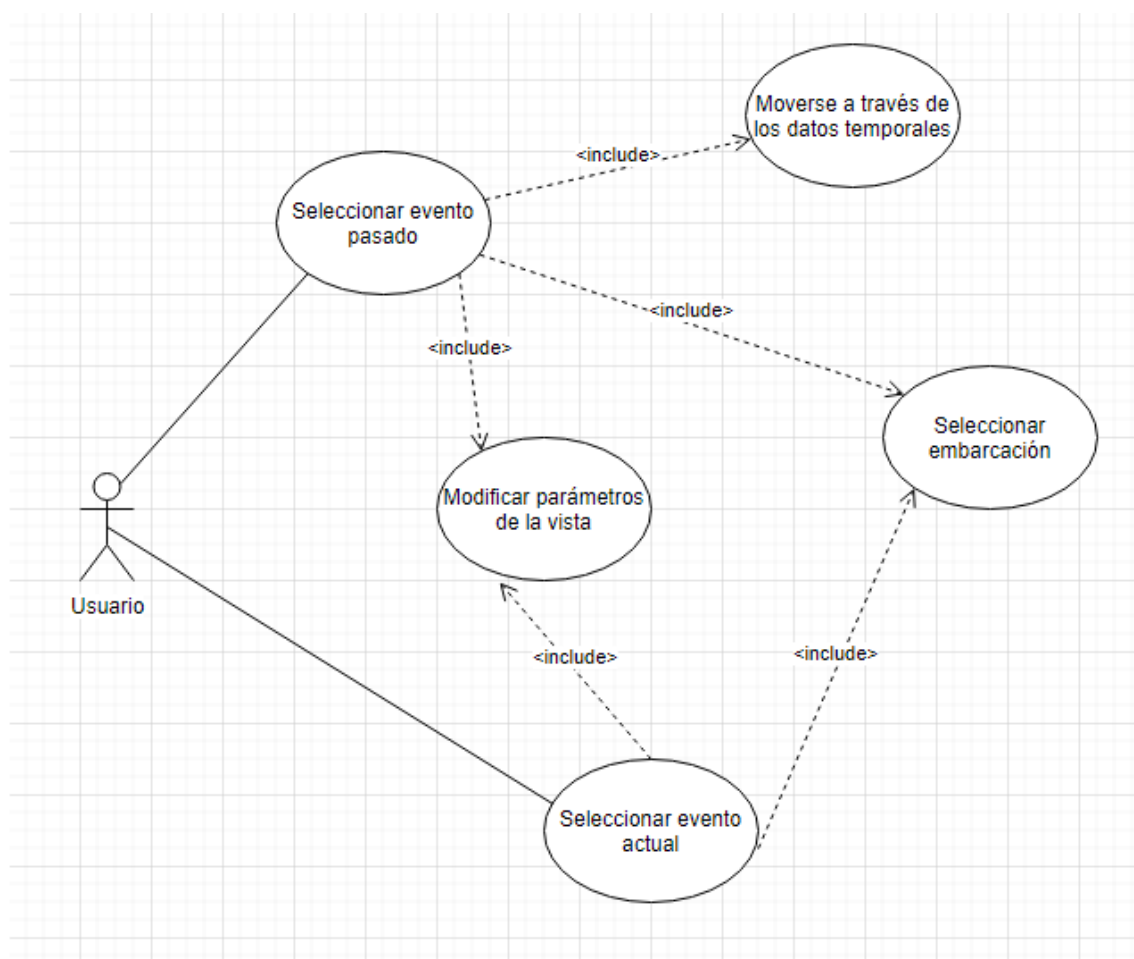 Moverse a través de
los datos temporales
<include>
Seleccionar evento
pasado
<include>
<include>
Seleccionar
embarcación
Modificar parámetros
de la vista
Usuario
<include>
<include>
Seleccionar evento
actual